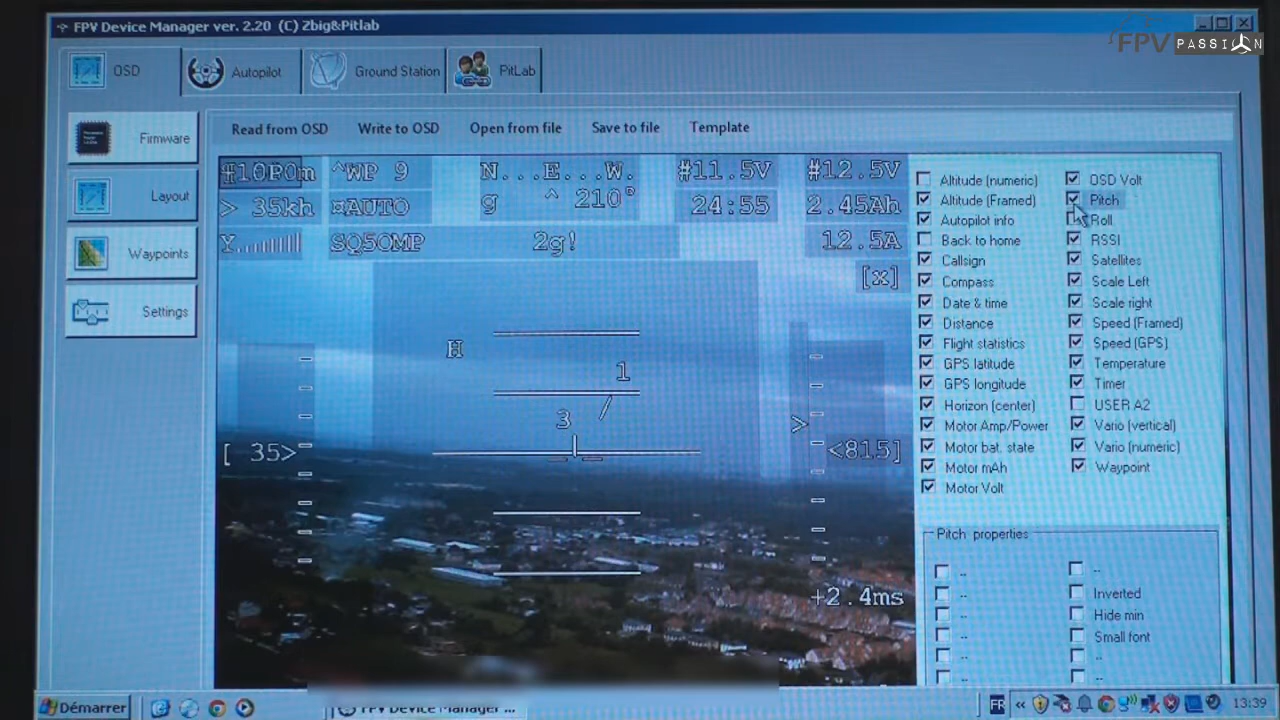 FPV Device Manager ver. 2.20 (C) Zbig&Pitlab
FPV PASSION
OSD
Autopilot
Ground Station
PitLab
Firmware
Layout
Waypoints
Settings
Read from OSD
Write to OSD
Open from file
Save to file
Template
^WP 9
N...E...W.
#11.5V
#12.5V
> 35kh
¤AUTO
g ^ 210°
24:55
2.45Ah
SQ5OMP
2g!
12.5A
[x]
H
1
3
[ 35>
>
<815]
+2.4ms
Altitude (numeric)
Altitude (Framed)
Autopilot info
Back to home
Callsign
Compass
Date & time
Distance
Flight statistics
GPS latitude
GPS longitude
Horizon (center)
Motor Amp/Power
Motor bat. state
Motor mAh
Motor Volt
OSD Volt
Pitch
Roll
RSSI
Satellites
Scale Left
Scale right
Speed (Framed)
Speed (GPS)
Temperature
Timer
USER A2
Vario (vertical)
Vario (numeric)
Waypoint
Pitch properties
Inverted
Hide min
Small font
Démarrer
FPV Device Manager ...
FR
13:39